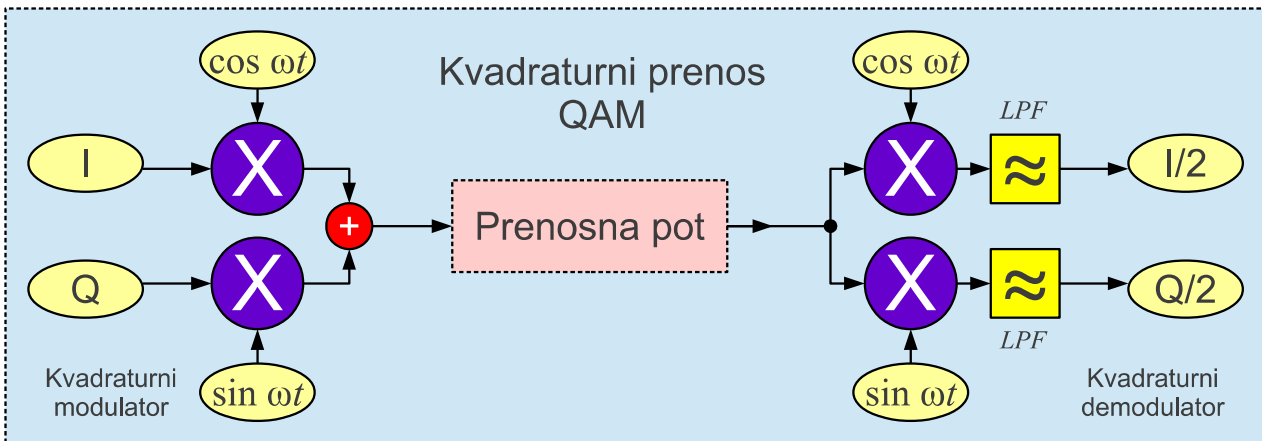 cos ωt
Kvadraturni prenos
QAM
cos ωt
LPF
I
X
X
≈
I/2
+
Prenosna pot
Q
X
X
≈
Q/2
LPF
Kvadraturni
modulator
sin ωt
sin ωt
Kvadraturni
demodulator